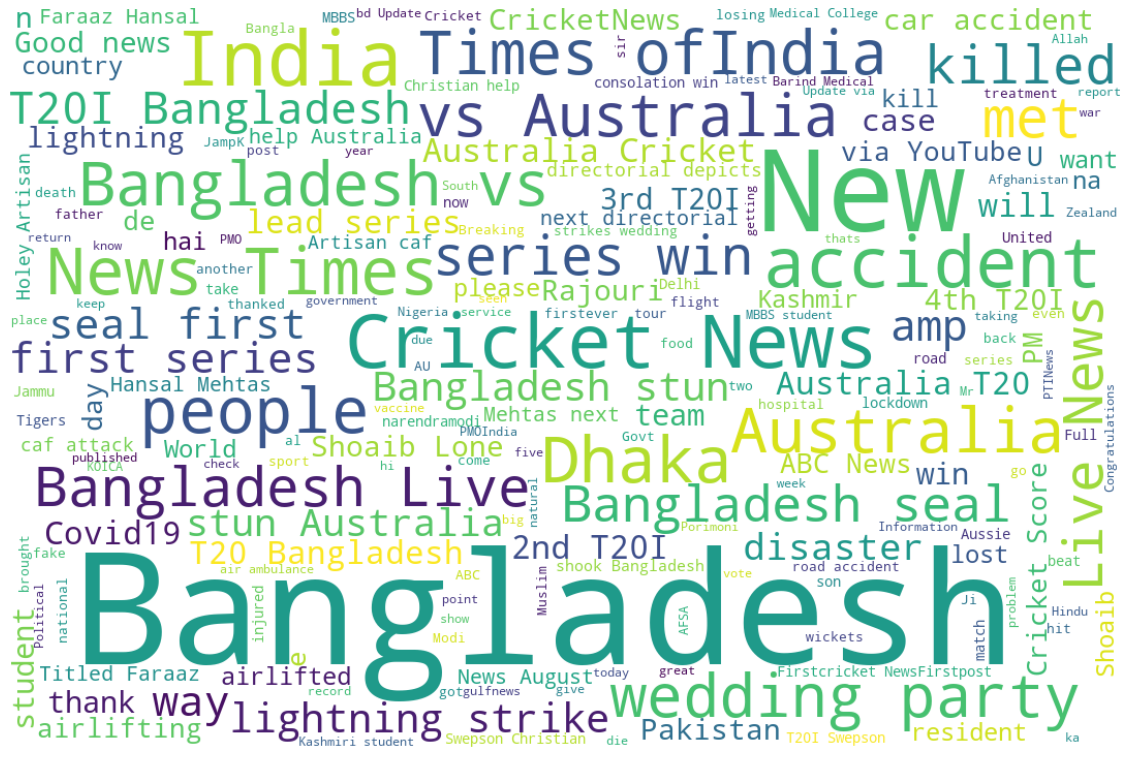 n
Faraaz Hansal
Bangla
MBBS
bd Update
Cricket
CricketNews
losing
Medical College
car accident
Allah
Good news
India
Times ofIndia
sir
killed
country
Christian help
consolation win
latest
Barind Medical
Update via
treatment
report
T20I Bangladesh
vs Australia
kill
case
met
war
lightning
JampK
help Australia
post
year
Australia Cricket
directorial depicts
via YouTube
U
want
death
Bangladesh vs
South
now
3rd T20I
New
Afghanistan
na
father
de
lead series
Breaking
next directorial
strikes wedding
getting
will
Zealand
Holey Artisan
return
know
hai
PMO
Artisan caf
series win
thats
United
News Times
another
take
thanked
government
please
seen
Rajouri
Delhi
flight
accident
keep
place
seal first
Nigeria
service
firstever
tour
Kashmir
MBBS student
4th T20I
taking
even
first series
due
AU
Cricket News
food
amp
road
back
series
PM
PTINews
Live News
Jammu
day
Hansal Mehtas
Bangladesh stun
two
Australia
Mr
T20
Tigers
people
vaccine
narendramodi
Mehtas next
team
hospital
lockdown
caf attack
World
al
Shoaib Lone
PMOIndia
Govt
Australia
Full
Congratulations
published
KOICA
check
sport
hi
come
five
Dhaka
ABC News
win
go
Bangladesh Live
natural
week
Bangladesh seal
Cricket Score
Covid19
stun Australia
big
Porimoni
Information
Aussie
brought
fake
T20 Bangladesh
2nd T20I
disaster
lost
beat
air ambulance
ABC
shook Bangladesh
road accident
Bangladesh
student
Political
national
injured
point
show
Modi
Muslim
AFSA
vote
son
wickets
Ji
match
problem
Hindu
hit
Shoaib
Titled Faraaz
e
airlifted
News August
today
great
Firstcricket NewsFirstpost
thank
way
record
got
gulfnews
give
wedding party
airlifting
lightning strike
Kashmiri student
Swepson Christian
die
Pakistan
T20I Swepson
resident
ka